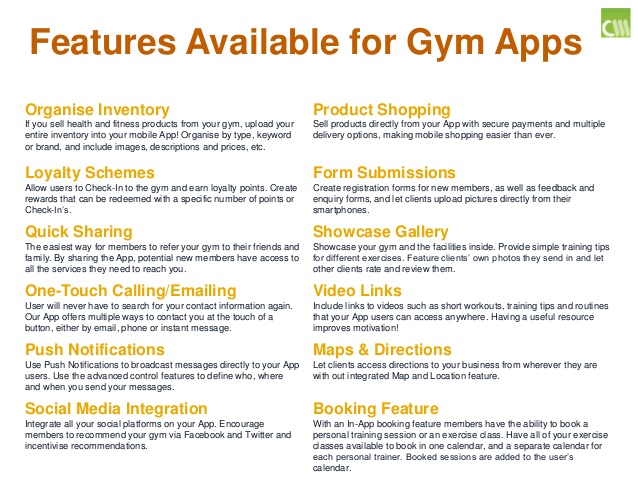 Features Available for Gym Apps
CM
Organise Inventory
If you sell health and fitness products from your gym, upload your
entire inventory into your mobile App! Organise by type, keyword
or brand, and include images, descriptions and prices, etc.
Loyalty Schemes
Allow users to Check-In to the gym and earn loyalty points. Create
rewards that can be redeemed with a specific number of points or
Check-In's.
Quick Sharing
The easiest way for members to refer your gym to their friends and
family. By sharing the App, potential new members have access to
all the services they need to reach you.
One-Touch Calling/Emailing
User will never have to search for your contact information again.
Our App offers multiple ways to contact you at the touch of a
button, either by email, phone or instant message.
Push Notifications
Use Push Notifications to broadcast messages directly to your App
users. Use the advanced control features to define who, where
and when you send your messages.
Social Media Integration
Integrate all your social platforms on your App. Encourage
members to recommend your gym via Facebook and Twitter and
incentivise recommendations.
Product Shopping
Sell products directly from your App with secure payments and multiple
delivery options, making mobile shopping easier than ever.
Form Submissions
Create registration forms for new members, as well as feedback and
enquiry forms, and let clients upload pictures directly from their
smartphones.
Showcase Gallery
Showcase your gym and the facilities inside. Provide simple training tips
for different exercises. Feature clients' own photos they send in and let
other clients rate and review them.
Video Links
Include links to videos such as short workouts, training tips and routines
that your App users can access anywhere. Having a useful resource
improves motivation!
Maps & Directions
Let clients access directions to your business from wherever they are
with out integrated Map and Location feature.
Booking Feature
With an In-App booking feature members have the ability to book a
personal training session or an exercise class. Have all of your exercise
classes available to book in one calendar, and a separate calendar for
each personal trainer. Booked sessions are added to the user's
calendar.